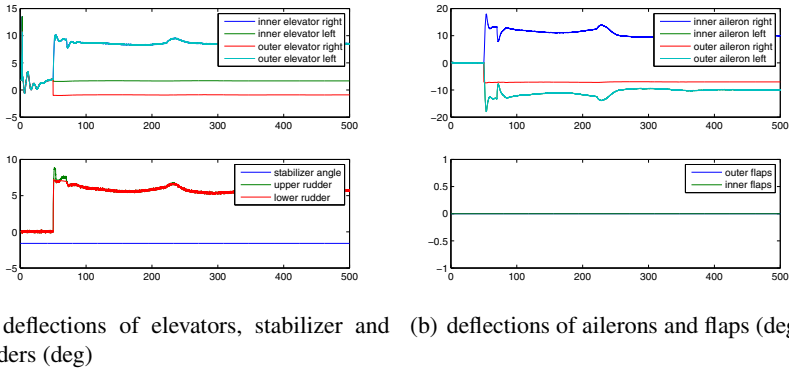 15
10
5
0
−5
0
100
200
300
400
500
inner elevator right
inner elevator left
outer elevator right
outer elevator left
20
10
0
−10
−20
0
100
200
300
400
500
inner aileron right
inner aileron left
outer aileron right
outer aileron left
10
5
0
−5
0
100
200
300
400
500
stabilizer angle
upper rudder
lower rudder
1
0.5
0
−0.5
−1
0
100
200
300
400
500
outer flaps
inner flaps
deflections of elevators, stabilizer and
ders (deg)
(b) deflections of ailerons and flaps (deg